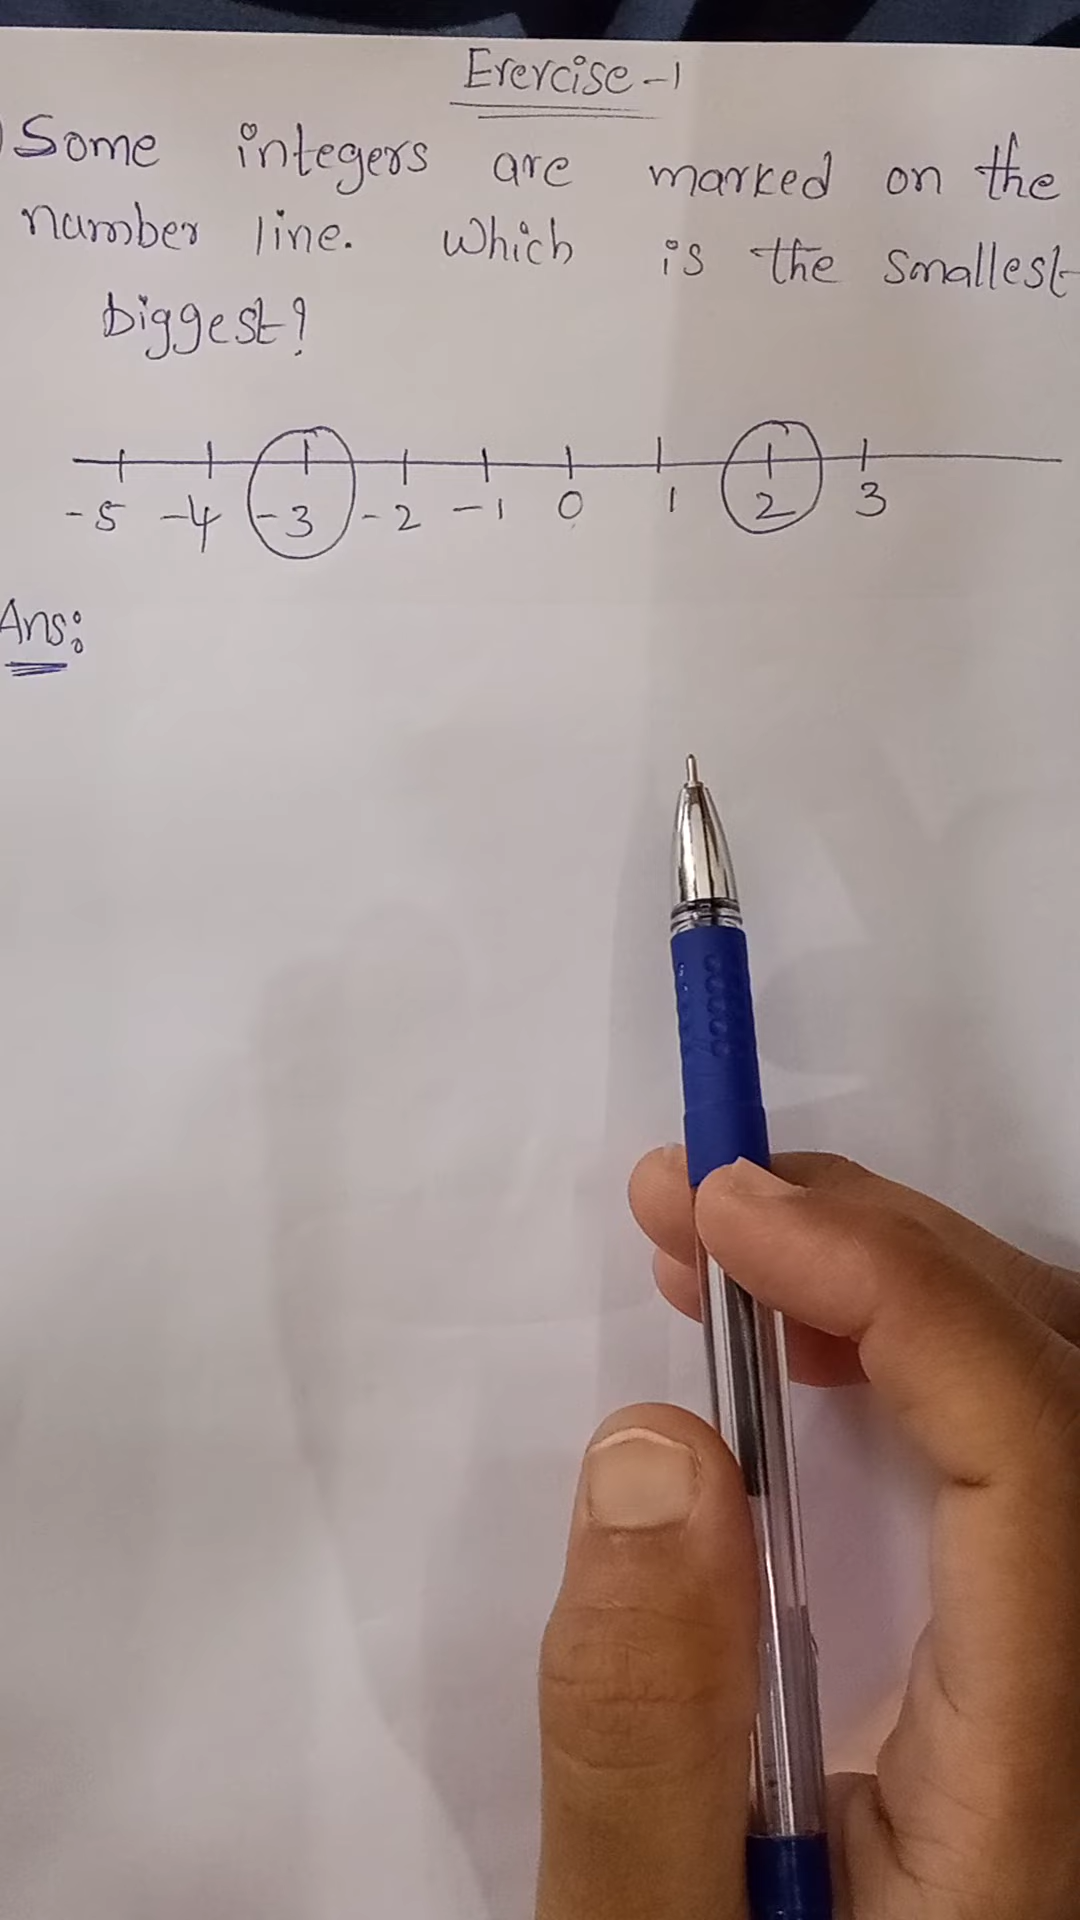 Erercise-1
) Some integers are marked on the
number line. which is the smallest
biggest?
-5 -4 -3 -2 -1 0 1 2 3
Ans: